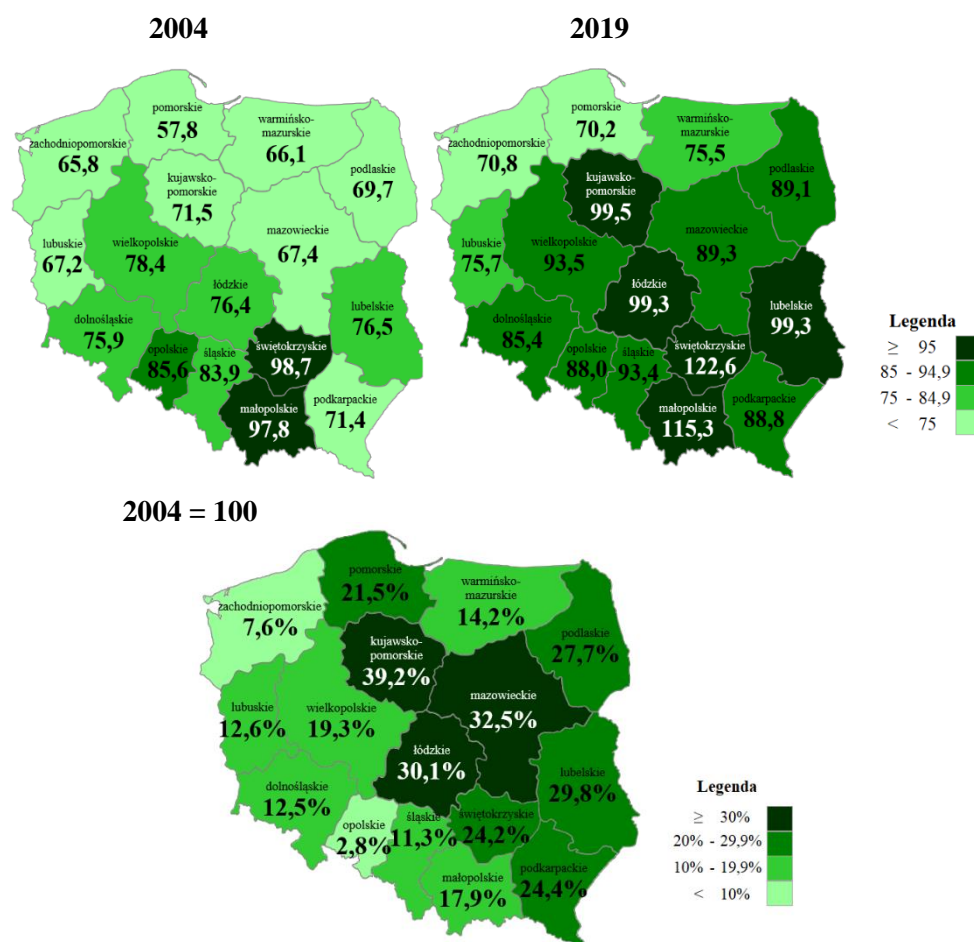 2004
pomorskie
57,8
zachodniopomorskie
65,8
warmińsko-
mazurskie
66,1
podlaskie
69,7
kujawsko-
pomorskie
71,5
mazowieckie
67,4
lubuskie
67,2
wielkopolskie
78,4
łódzkie
76,4
lubelskie
76,5
dolnośląskie
75,9
opolskie
85,6
śląskie
83,9
świętokrzyskie
98,7
małopolskie
97,8
podkarpackie
71,4
2019
pomorskie
70,2
zachodniopomorskie
70,8
warmińsko-
mazurskie
75,5
podlaskie
89,1
kujawsko-
pomorskie
99,5
mazowieckie
89,3
lubuskie
75,7
wielkopolskie
93,5
łódzkie
99,3
lubelskie
99,3
dolnośląskie
85,4
opolskie
88,0
śląskie
93,4
świętokrzyskie
122,6
małopolskie
115,3
podkarpackie
88,8
Legenda
≥ 95
85 - 94,9
75 - 84,9
< 75
2004 = 100
pomorskie
21,5%
zachodniopomorskie
7,6%
warmińsko-
mazurskie
14,2%
podlaskie
27,7%
kujawsko-
pomorskie
39,2%
mazowieckie
32,5%
lubuskie
12,6%
wielkopolskie
19,3%
łódzkie
30,1%
lubelskie
29,8%
dolnośląskie
12,5%
opolskie
2,8%
śląskie
11,3%
świętokrzyskie
24,2%
małopolskie
17,9%
podkarpackie
24,4%
Legenda
≥ 30%
20% - 29,9%
10% - 19,9%
< 10%